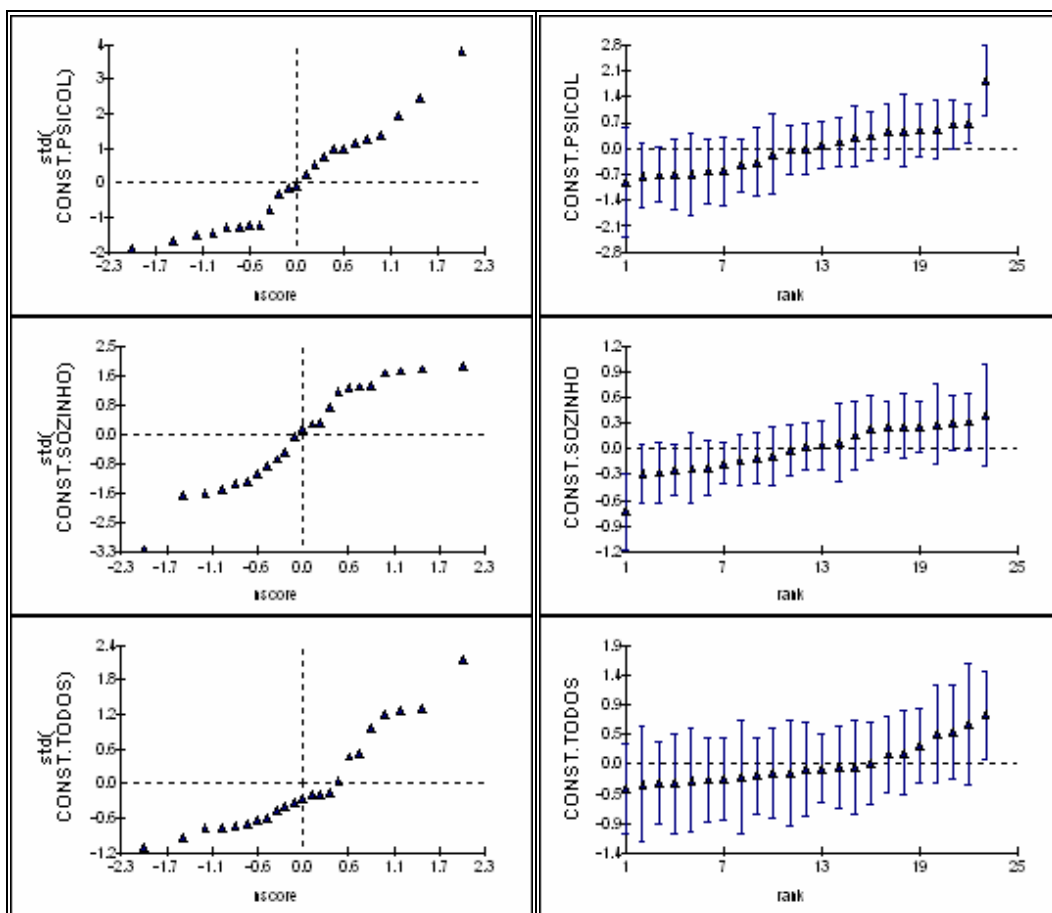 std(
CONST.PSICOL)
4
3
1
0
-1
-2
-2.3 -1.7 -1.1 -0.6 0.0 0.6 1.1 1.7 2.3
nscore
CONST.PSICOL
2.8
2.1
1.4
0.7
0.0
-0.7
-1.4
-2.1
-2.8
1 7 13 19 25
rank
std(
CONST.SOZINHO)
2.5
1.6
0.8
0.0
-0.8
-1.6
-2.5
-3.3
-2.3 -1.7 -1.1 -0.6 0.0 0.6 1.1 1.7 2.3
nscore
CONST.SOZINHO
1.2
0.9
0.6
0.3
0.0
-0.3
-0.6
-0.9
-1.2
1 7 13 19 25
rank
std(
CONST.TODOS)
2.4
1.8
1.2
0.6
0.0
-0.6
-1.2
-2.3 -1.7 -1.1 -0.6 0.0 0.6 1.1 1.7 2.3
nscore
CONST.TODOS
1.9
1.4
0.9
0.5
0.0
-0.5
-0.9
-1.4
1 7 13 19 25
rank